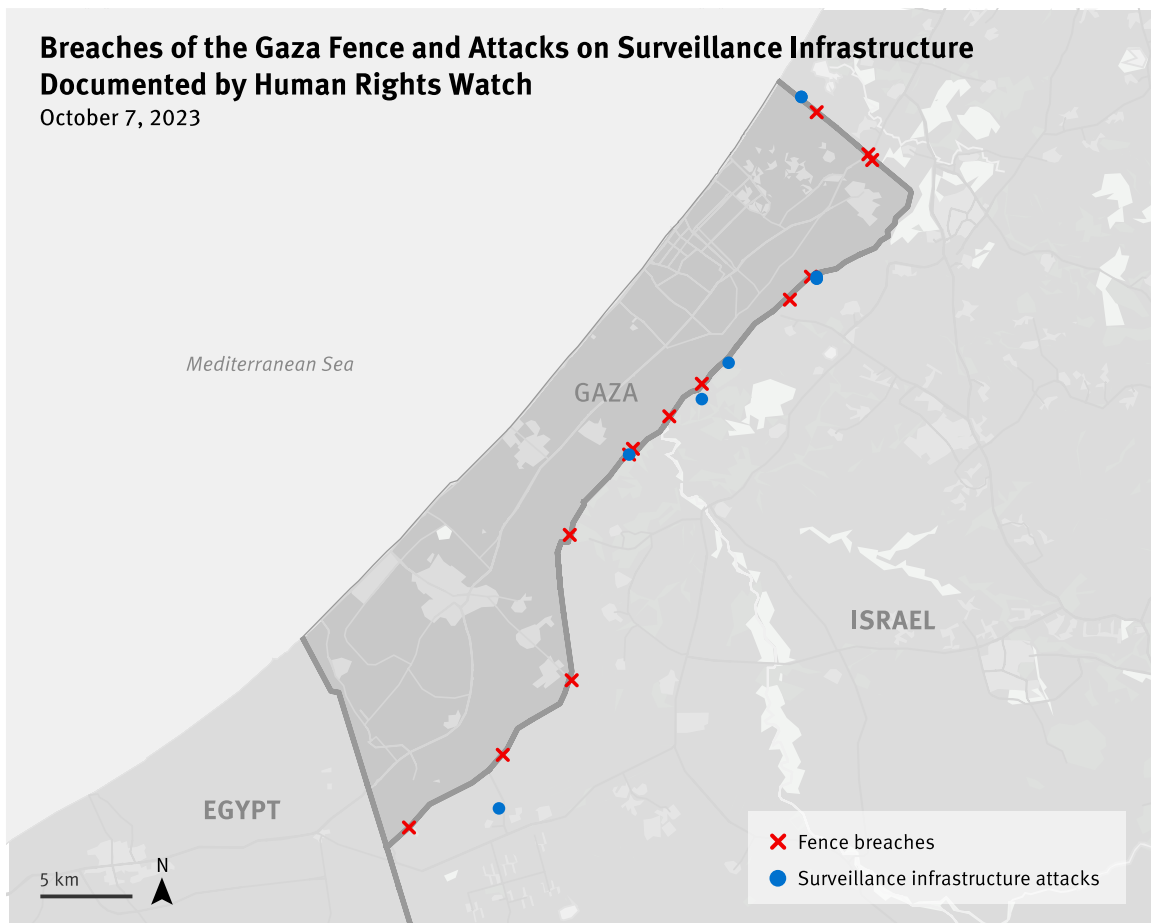 Breaches of the Gaza Fence and Attacks on Surveillance Infrastructure
Documented by Human Rights Watch
October 7, 2023
Mediterranean Sea
GAZA
ISRAEL
EGYPT
5 km
N
Fence breaches
Surveillance infrastructure attacks